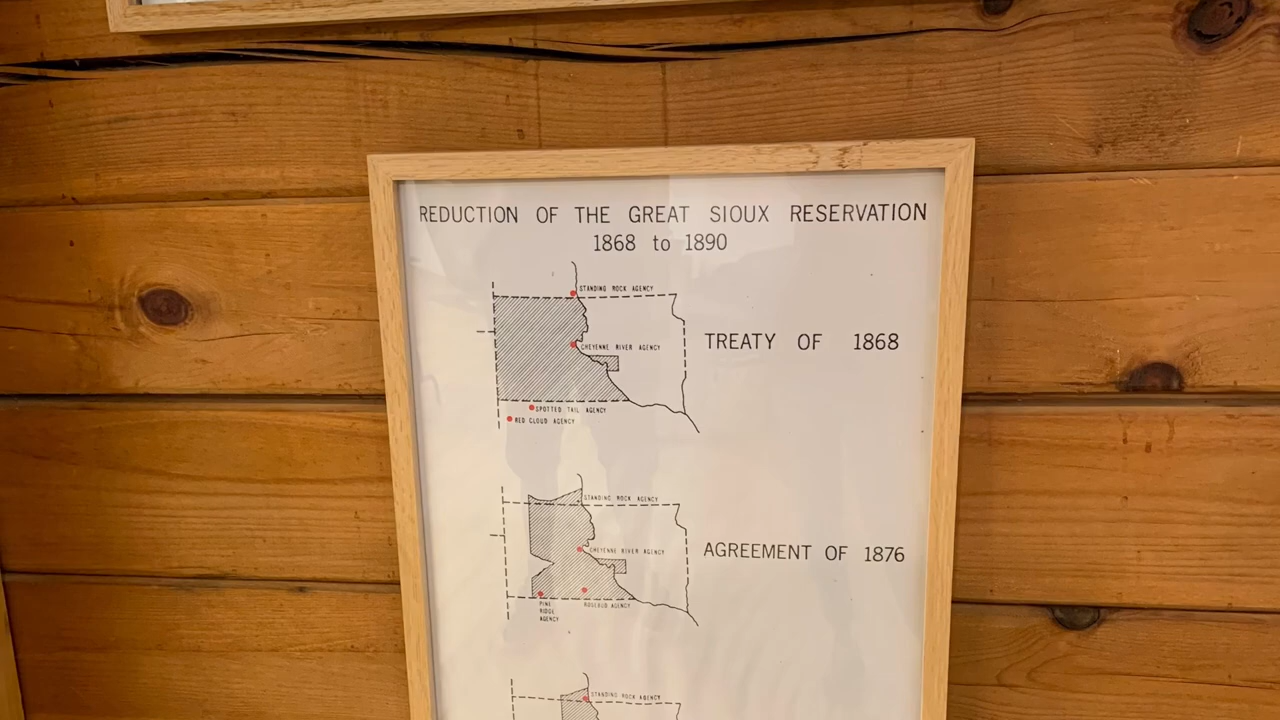 REDUCTION OF THE GREAT SIOUX RESERVATION
1868 to 1890
STANDING ROCK AGENCY
CHEYENNE RIVER AGENCY
TREATY OF 1868
SPOTTED TAIL AGENCY
RED CLOUD AGENCY
STANDING ROCK AGENCY
CHEYENNE RIVER AGENCY
AGREEMENT OF 1876
PINE
RIDGE
AGENCY
ROSEBUD AGENCY
STANDING ROCK AGENCY